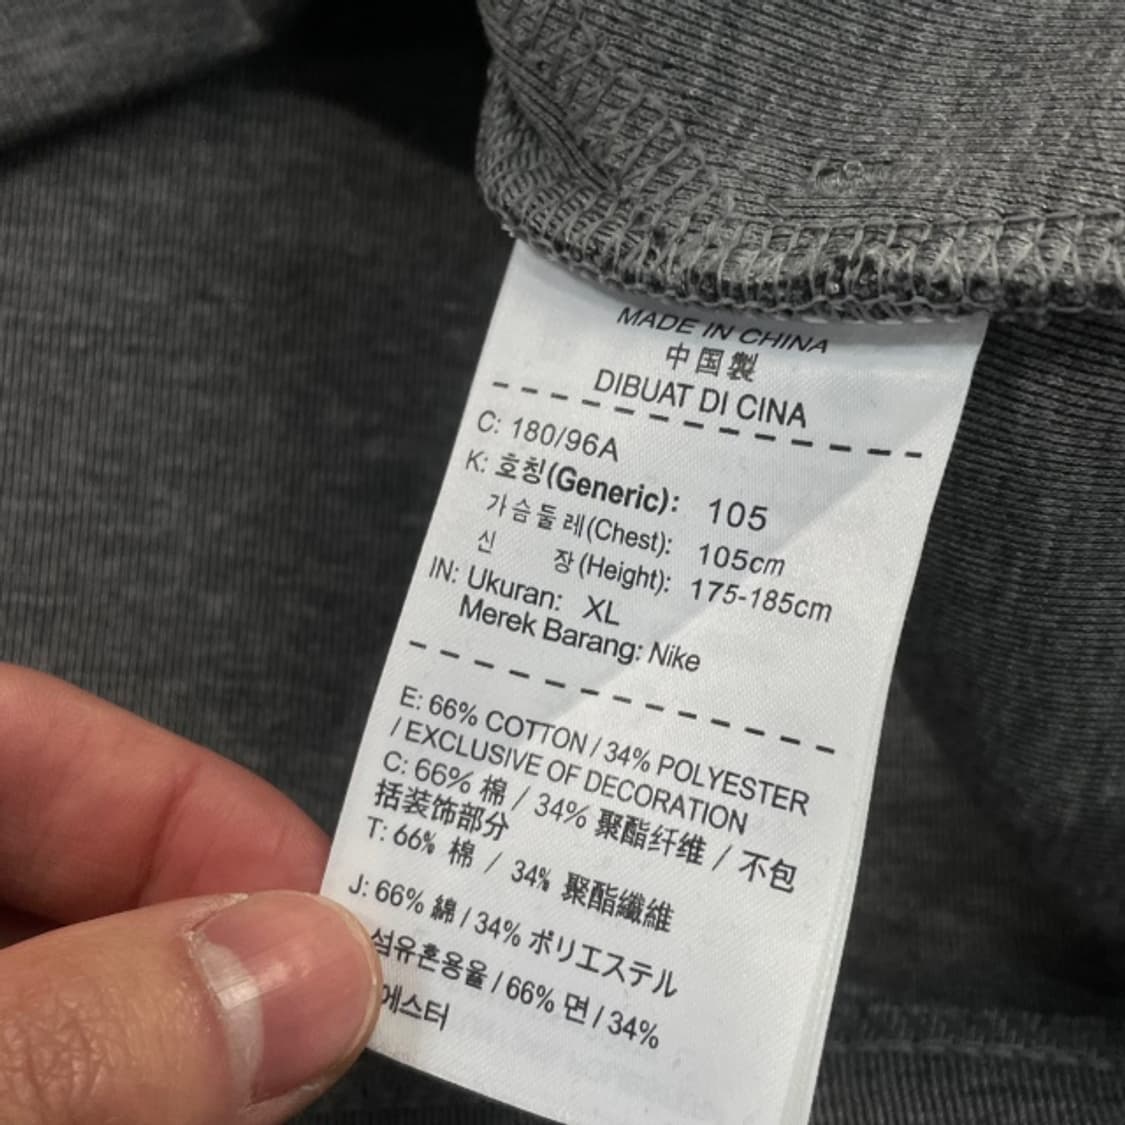 MADE IN CHINA
中国製
DIBUAT DI CINA
C: 180/96A
K: 호칭(Generic): 105
가슴둘레(Chest): 105cm
신 장(Height): 175-185cm
IN: Ukuran: XL
Merek Barang: Nike
E: 66% COTTON / 34% POLYESTER
/ EXCLUSIVE OF DECORATION
C: 66% 棉 / 34% 聚酯纤维 / 不包
括装饰部分
T: 66% 棉 / 34% 聚酯纖維
J: 66% 綿 / 34% ポリエステル
섬유혼용율 / 66% 면 / 34%
에스터